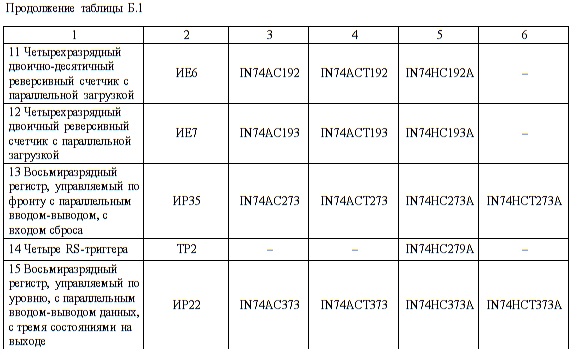 Продолжение таблицы Б.1
1 2 3 4 5 6
11 Четырехразрядный
двоично-десятичный
реверсивный счетчик с
параллельной загрузкой
ИЕ6 IN74AC192 IN74ACT192 IN74HC192A –
12 Четырехразрядный
двоичный реверсивный
счетчик с параллельной
загрузкой
ИЕ7 IN74AC193 IN74ACT193 IN74HC193A –
13 Восьмиразрядный
регистр, управляемый по
фронту с параллельным
вводом-выводом, с
входом сброса
ИР35 IN74AC273 IN74ACT273 IN74HC273A IN74HCT273A
14 Четыре RS-триггера ТР2 – – IN74HC279A
15 Восьмиразрядный
регистр, управляемый по
уровню, с параллельным
вводом-выводом данных,
с тремя состояниями на
выходе
ИР22 IN74AC373 IN74ACT373 IN74HC373A IN74HCT373A